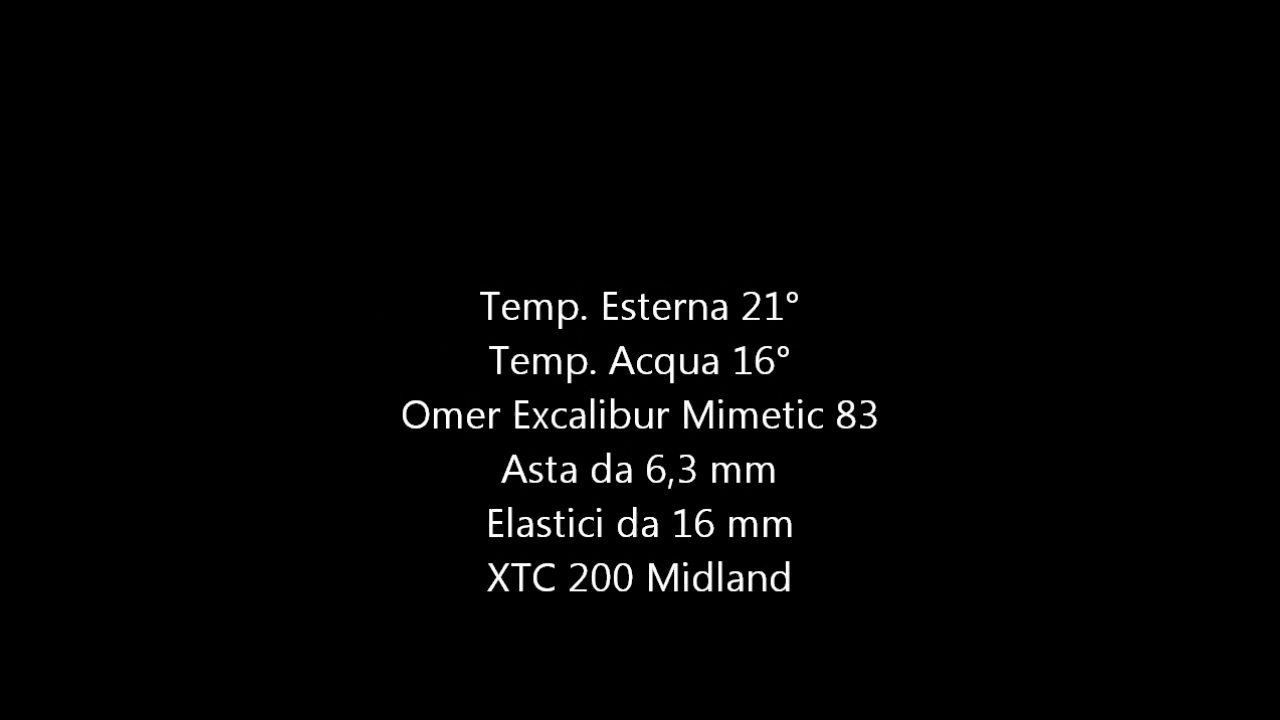 Temp. Esterna 21°
Temp. Acqua 16°
Omer Excalibur Mimetic 83
Asta da 6,3 mm
Elastici da 16 mm
XTC 200 Midland